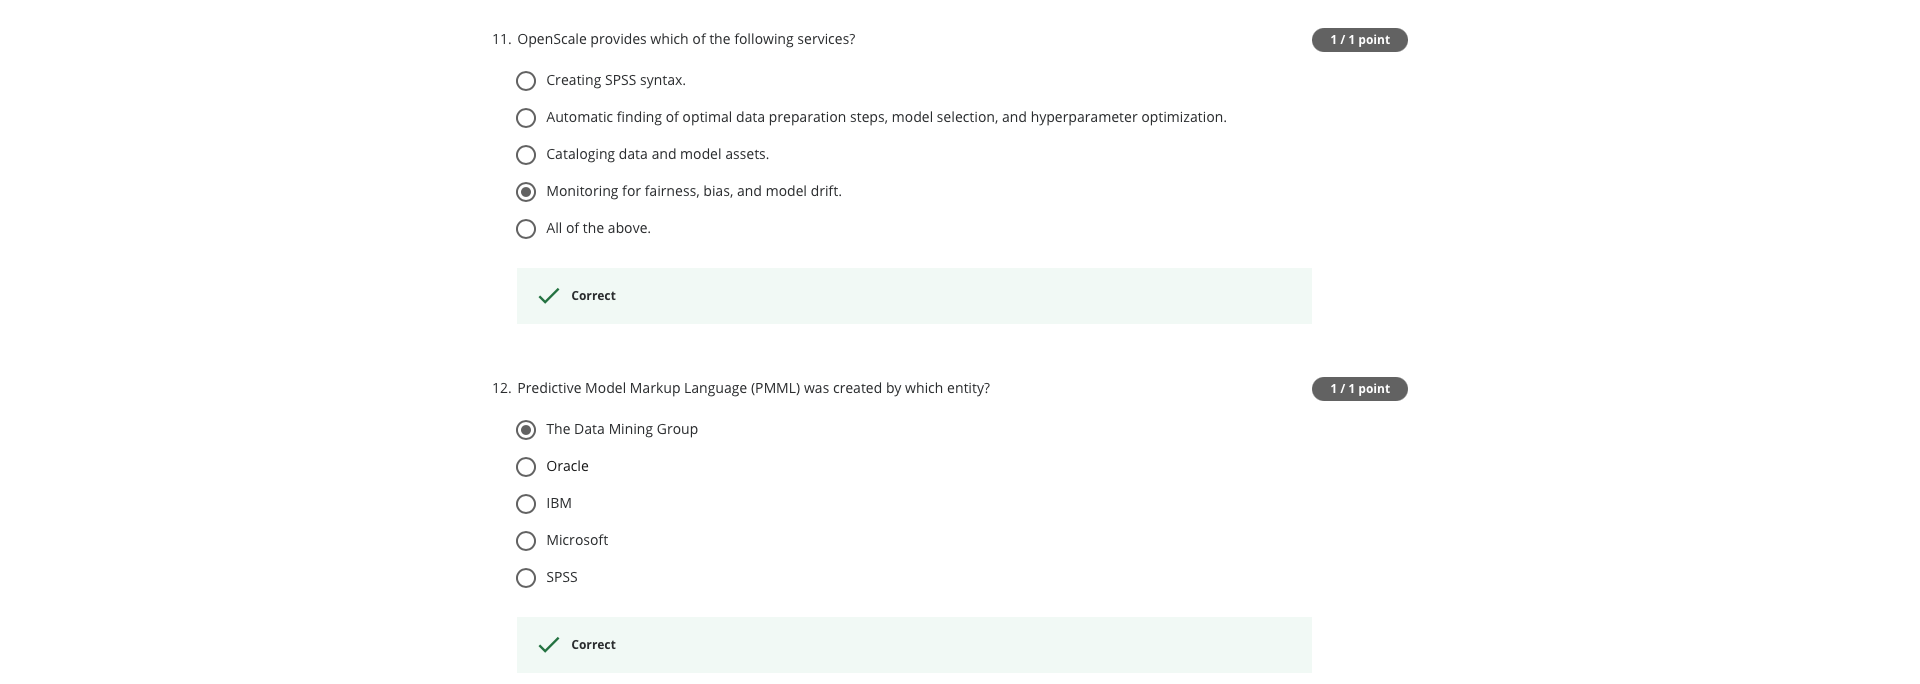 11. OpenScale provides which of the following services?
1 / 1 point
Creating SPSS syntax.
Automatic finding of optimal data preparation steps, model selection, and hyperparameter optimization.
Cataloging data and model assets.
Monitoring for fairness, bias, and model drift.
All of the above.
Correct
12. Predictive Model Markup Language (PMML) was created by which entity?
1 / 1 point
The Data Mining Group
Oracle
IBM
Microsoft
SPSS
Correct